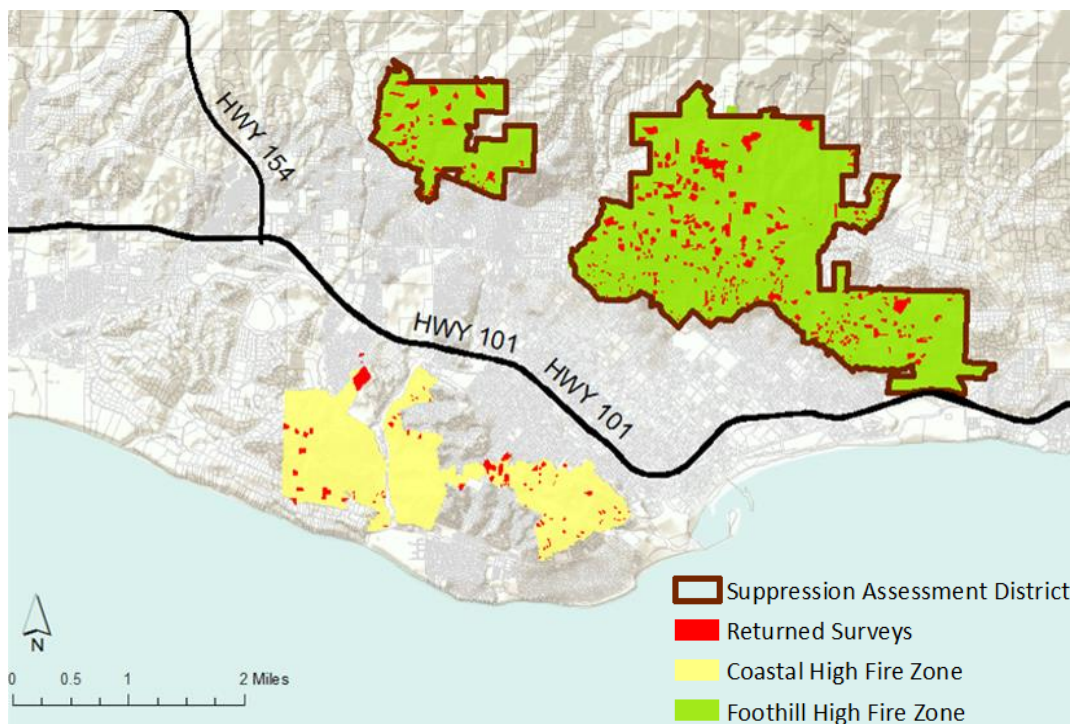 HWY 154
HWY 101
HWY 101
N
0 0.5 1 2 Miles
Suppression Assessment District
Returned Surveys
Coastal High Fire Zone
Foothill High Fire Zone